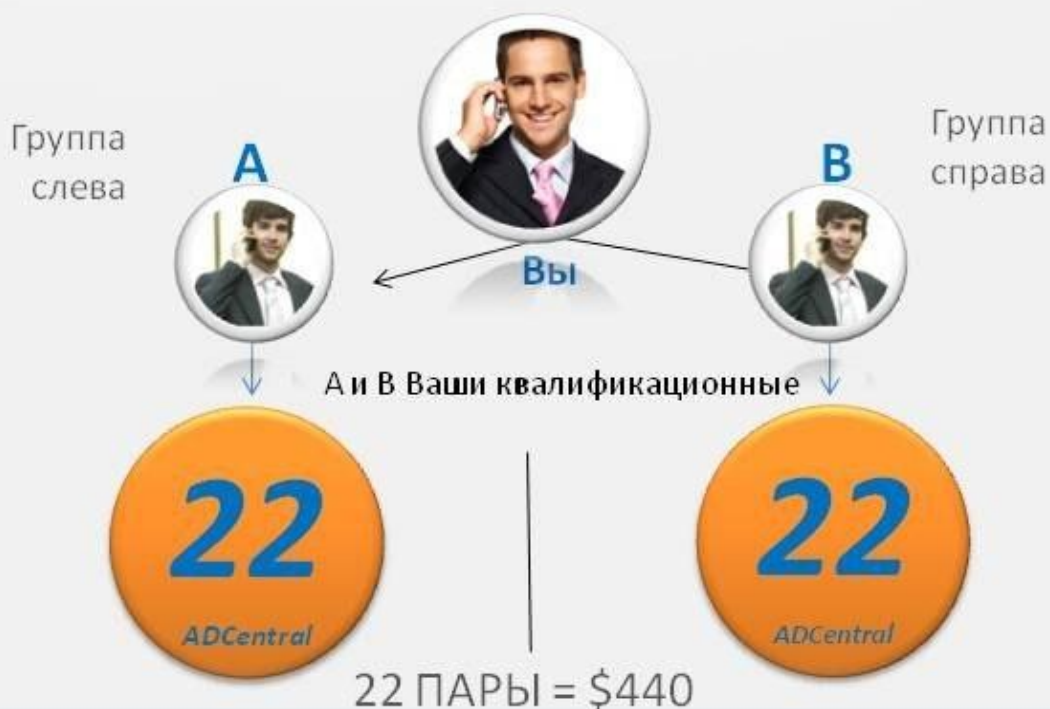 Группа
слева
A
B
Группа
справа
Вы
А и В Ваши квалификационные
22
ADCentral
22
ADCentral
22 ПАРЫ = $440